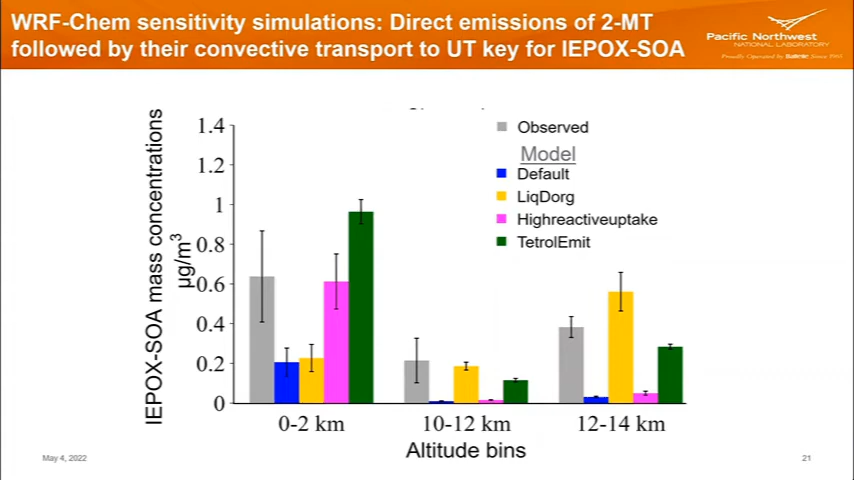 WRF-Chem sensitivity simulations: Direct emissions of 2-MT
followed by their convective transport to UT key for IEPOX-SOA
Pacific Northwest
NATIONAL LABORATORY
Proudly Operated by Battelle Since 1965
IEPOX-SOA mass concentrations
μg/m³
1.4
1.2
1
0.8
0.6
0.4
0.2
0
Observed
Model
Default
LiqDorg
Highreactiveuptake
TetrolEmit
0-2 km
10-12 km
12-14 km
Altitude bins
May 4, 2022
21